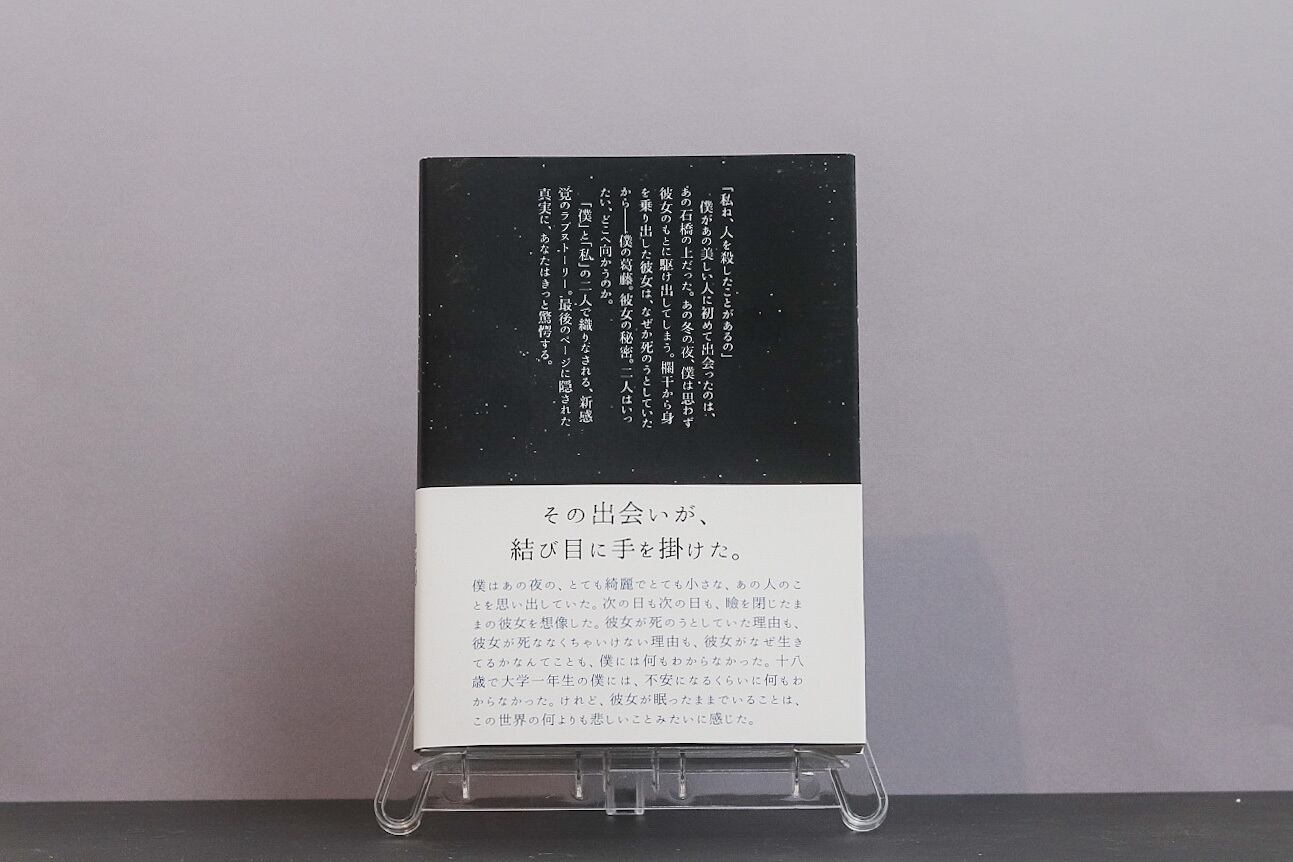 「私ね、人を殺したことがあるの」
僕があの美しい人に初めて出会ったのは、
あの石橋の上だった。あの冬の夜、僕は思わず
彼女のもとに駆け出してしまう。欄干から身
を乗り出した彼女は、なぜか死のうとしていた
から――僕の葛藤。彼女の秘密。二人はいっ
たい、どこへ向かうのか。
「僕」と「私」の二人で織りなされる、新感
覚のラブストーリー。最後のページに隠された
真実に、あなたはきっと驚愕する。
その出会いが、
結び目に手を掛けた。
僕はあの夜の、とても綺麗でとても小さな、あの人のこ
とを思い出していた。次の日も次の日も、瞼を閉じたま
まの彼女を想像した。彼女が死のうとしていた理由も、
彼女が死ななくちゃいけない理由も、彼女がなぜ生き
てるかなんてことも、僕には何もわからなかった。十八
歳で大学一年生の僕には、不安になるくらいに何もわ
からなかった。けれど、彼女が眠ったままでいることは、
この世界の何よりも悲しいことみたいに感じた。